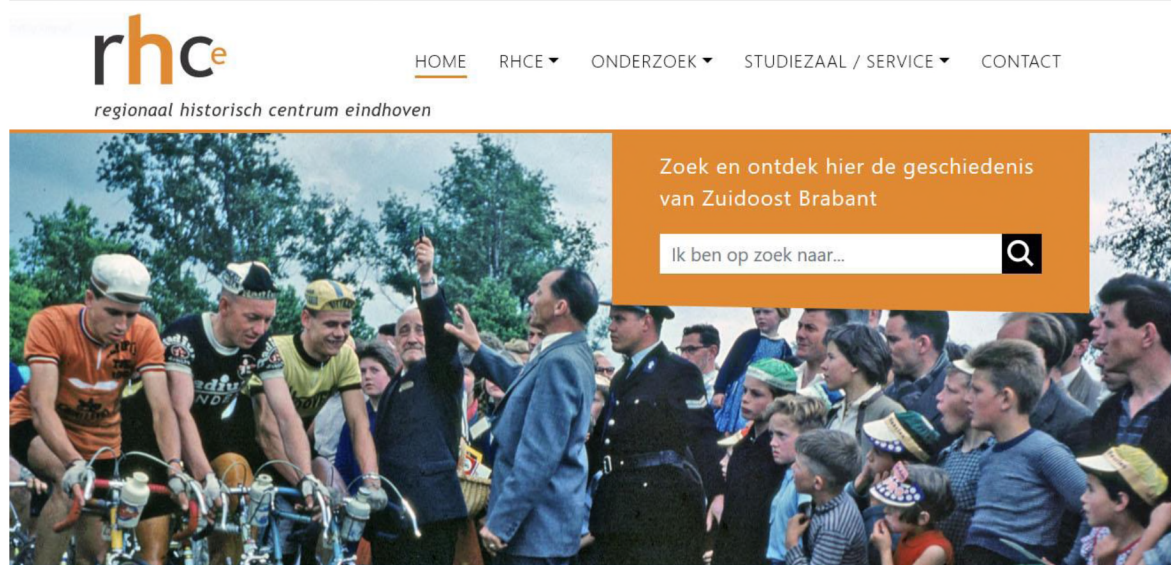 rhce
regionaal historisch centrum eindhoven
HOME RHCE ONDERZOEK STUDIEZAAL / SERVICE CONTACT
Zoek en ontdek hier de geschiedenis
van Zuidoost Brabant
Ik ben op zoek naar...